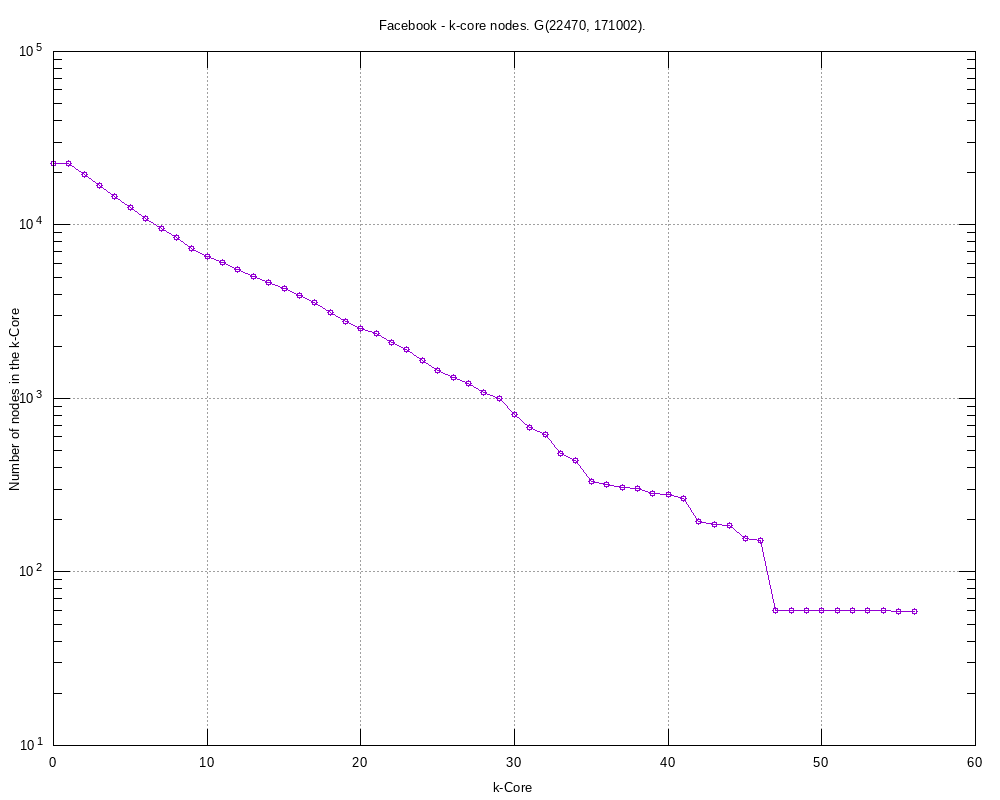 Facebook - k-core nodes. G(22470, 171002).
Number of nodes in the k-Core
10^5
10^4
10^3
10^2
10^1
0 10 20 30 40 50 60
k-Core